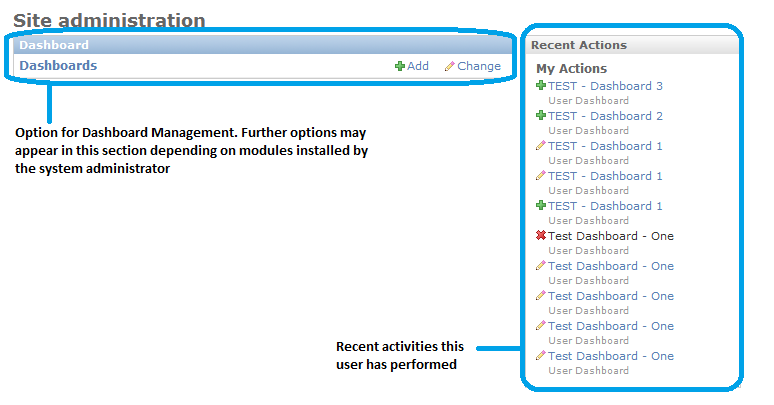 Site administration
Dashboard
Dashboards Add Change
Option for Dashboard Management. Further options may
appear in this section depending on modules installed by
the system administrator
Recent Actions
My Actions
TEST - Dashboard 3
User Dashboard
TEST - Dashboard 2
User Dashboard
TEST - Dashboard 1
User Dashboard
TEST - Dashboard 1
User Dashboard
TEST - Dashboard 1
User Dashboard
Test Dashboard - One
User Dashboard
Test Dashboard - One
User Dashboard
Test Dashboard - One
User Dashboard
Test Dashboard - One
User Dashboard
Test Dashboard - One
User Dashboard
Recent activities this
user has performed